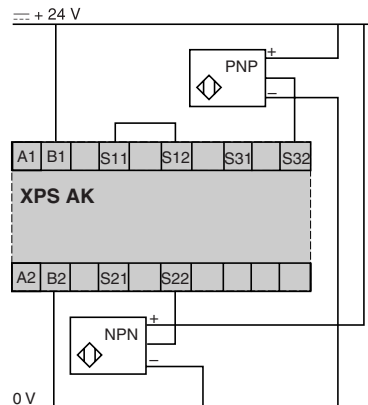 ⎓ + 24 V
+
PNP
–
A1 B1 S11 S12 S31 S32
XPS AK
A2 B2 S21 S22
+
NPN
–
0 V